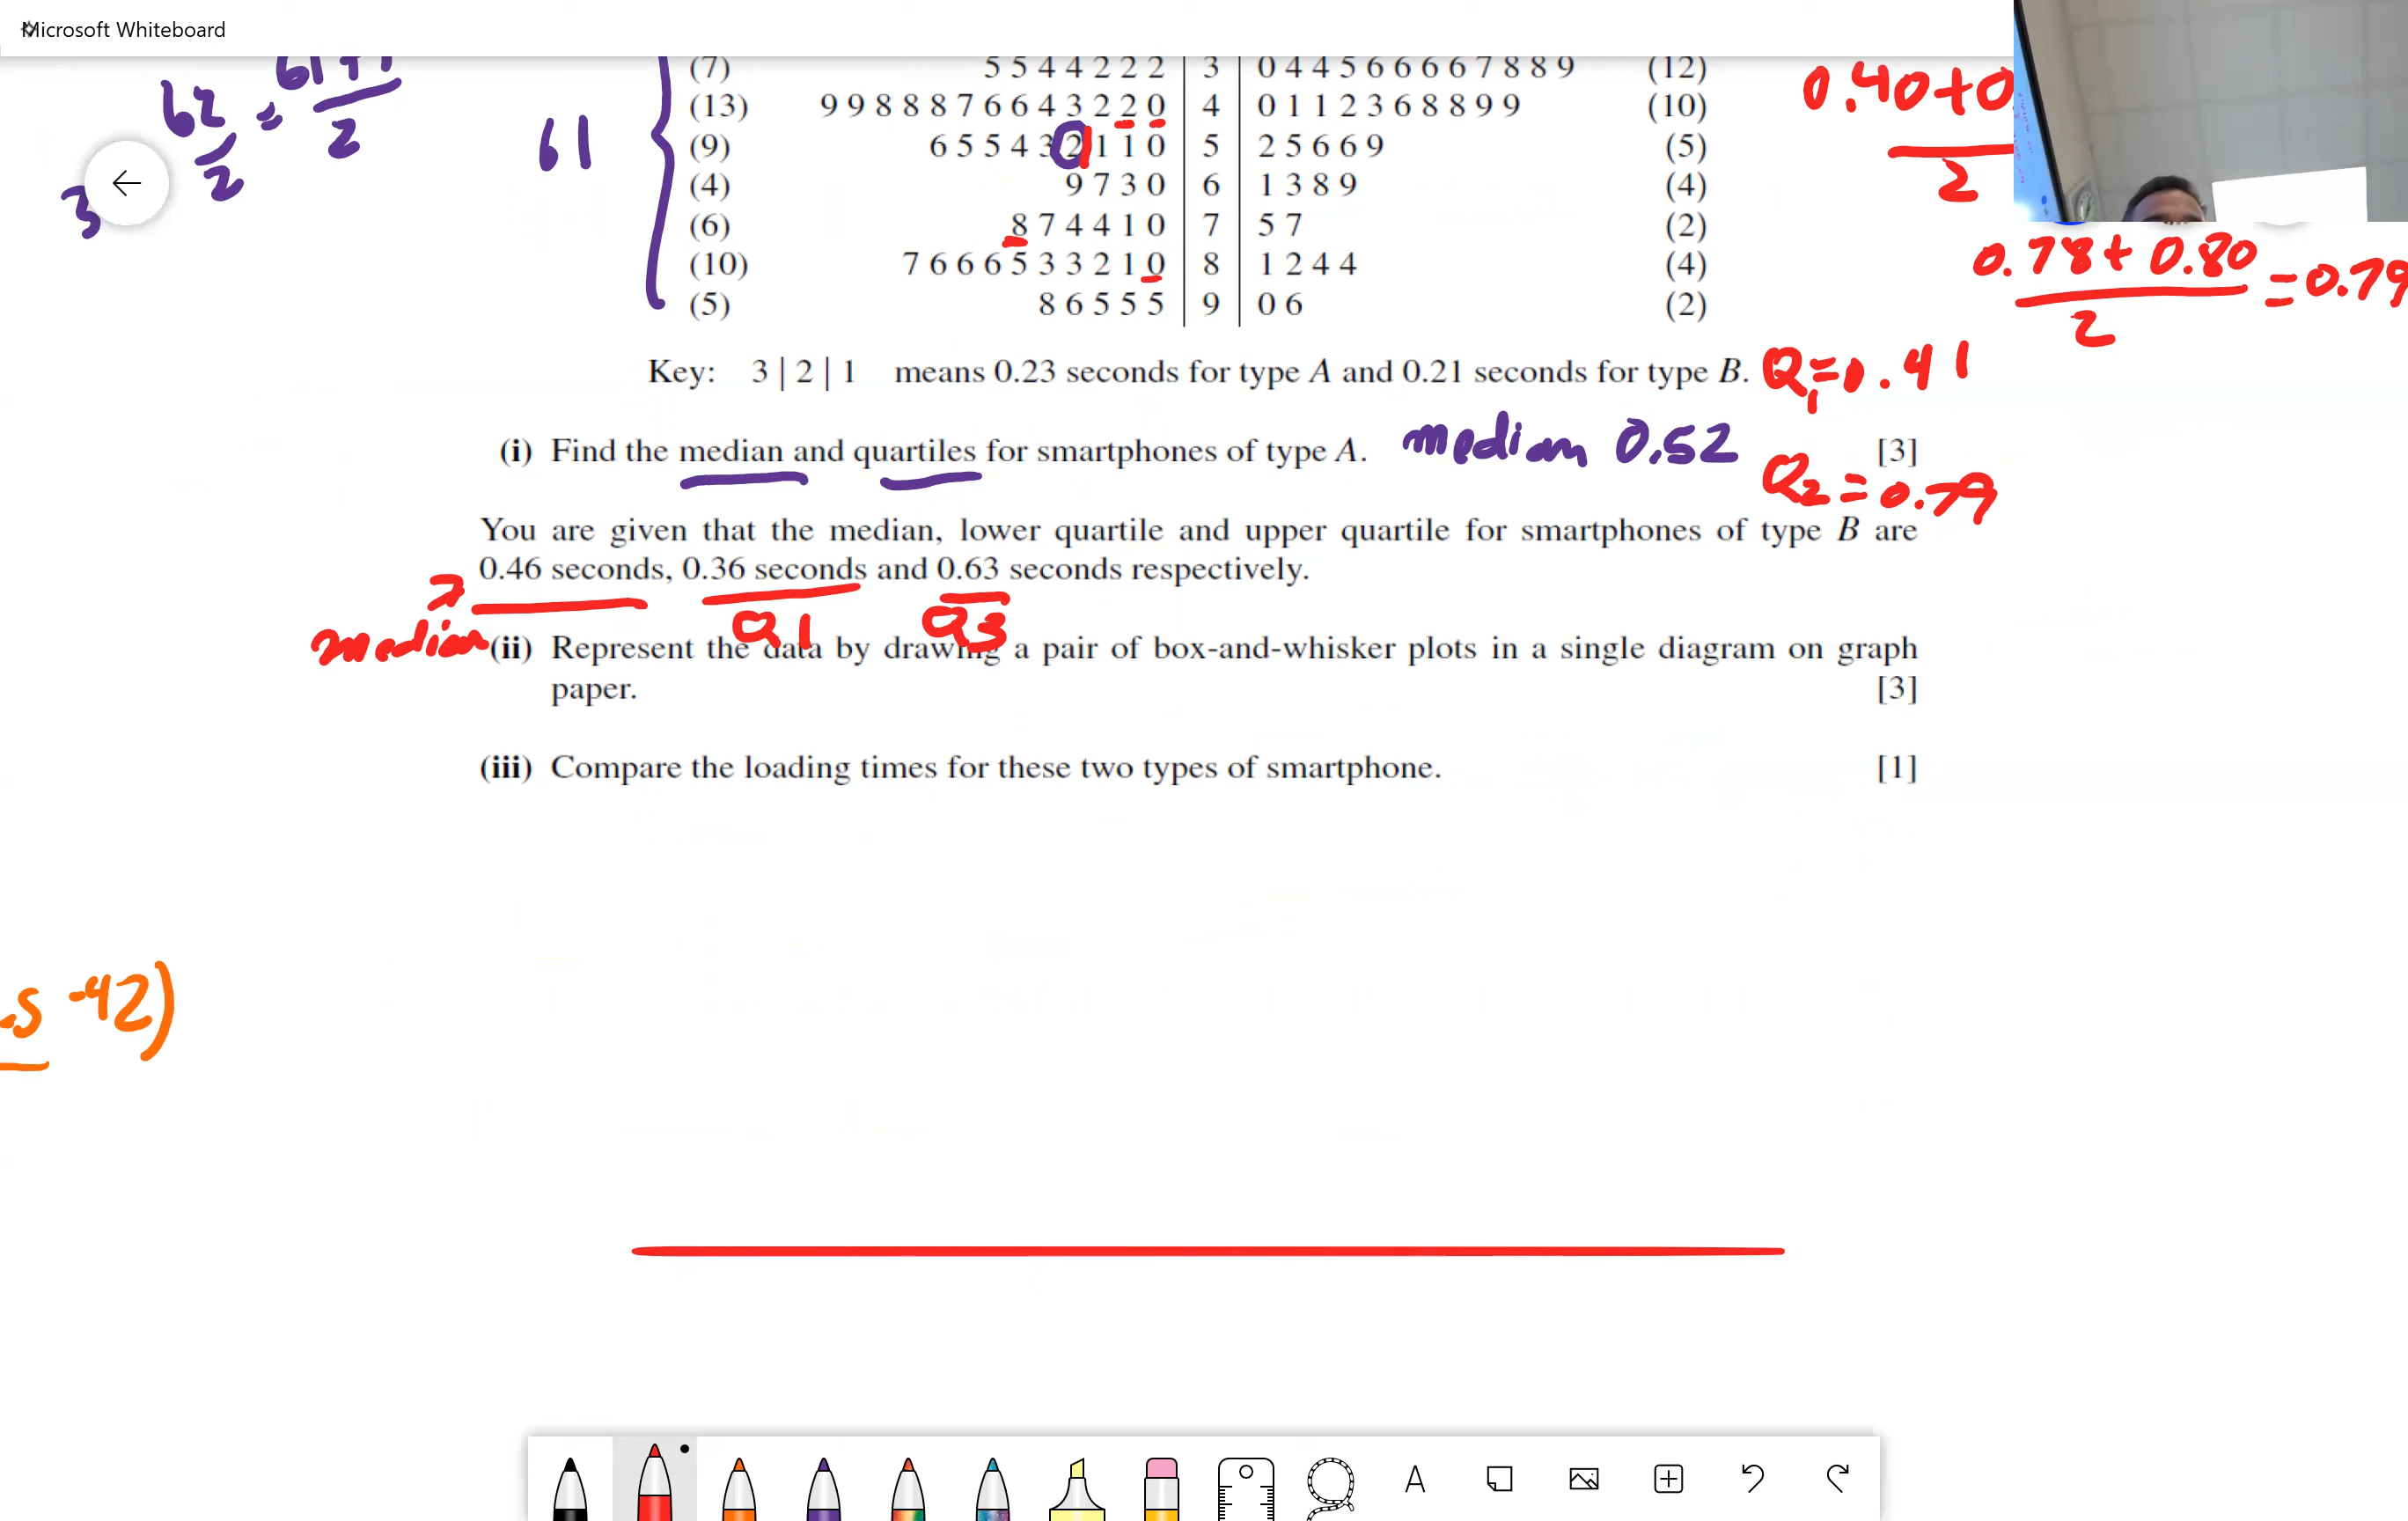 Microsoft Whiteboard
62/2 = 61+1/2
3
61
(7) 5 5 4 4 2 2 2 | 3 | 0 4 4 5 6 6 6 6 7 8 8 9 (12)
(13) 9 9 8 8 8 7 6 6 4 3 2 2 0 | 4 | 0 1 1 2 3 6 8 8 9 9 (10)
(9) 6 5 5 4 3 2 1 1 0 | 5 | 2 5 6 6 9 (5)
(4) 9 7 3 0 | 6 | 1 3 8 9 (4)
(6) 8 7 4 4 1 0 | 7 | 5 7 (2)
(10) 7 6 6 6 5 3 3 2 1 0 | 8 | 1 2 4 4 (4)
(5) 8 6 5 5 5 | 9 | 0 6 (2)
0.40+0
2
0.78 + 0.80 = 0.79
2
Key: 3 | 2 | 1 means 0.23 seconds for type A and 0.21 seconds for type B.
Q1=0.41
(i) Find the median and quartiles for smartphones of type A. [3]
median 0.52
Q2=0.79
You are given that the median, lower quartile and upper quartile for smartphones of type B are
0.46 seconds, 0.36 seconds and 0.63 seconds respectively.
median
Q1
Q3
(ii) Represent the data by drawing a pair of box-and-whisker plots in a single diagram on graph
paper. [3]
(iii) Compare the loading times for these two types of smartphone. [1]
.5 -42)
A